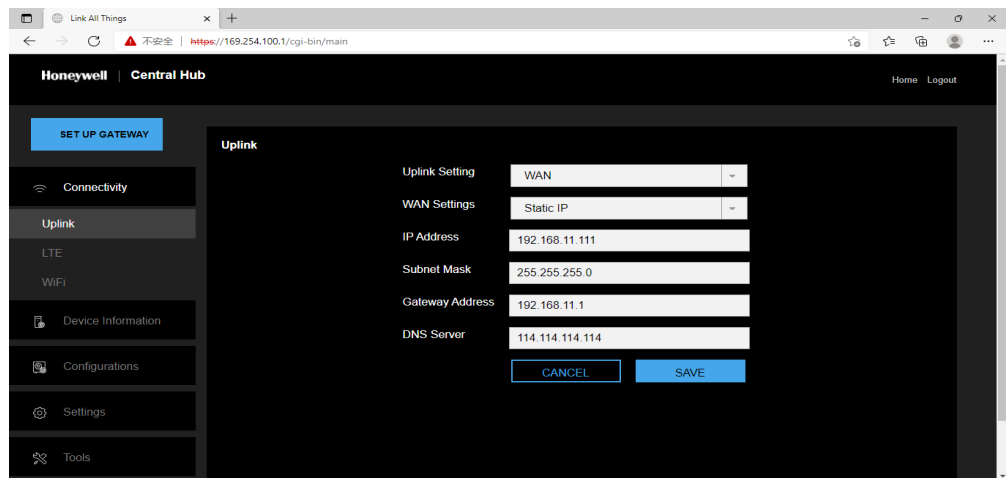 Link All Things
不安全 | https://169.254.100.1/cgi-bin/main
Honeywell | Central Hub
Home Logout
SET UP GATEWAY
Connectivity
Uplink
LTE
WiFi
Device Information
Configurations
Settings
Tools
Uplink
Uplink Setting WAN
WAN Settings Static IP
IP Address 192.168.11.111
Subnet Mask 255.255.255.0
Gateway Address 192.168.11.1
DNS Server 114.114.114.114
CANCEL SAVE